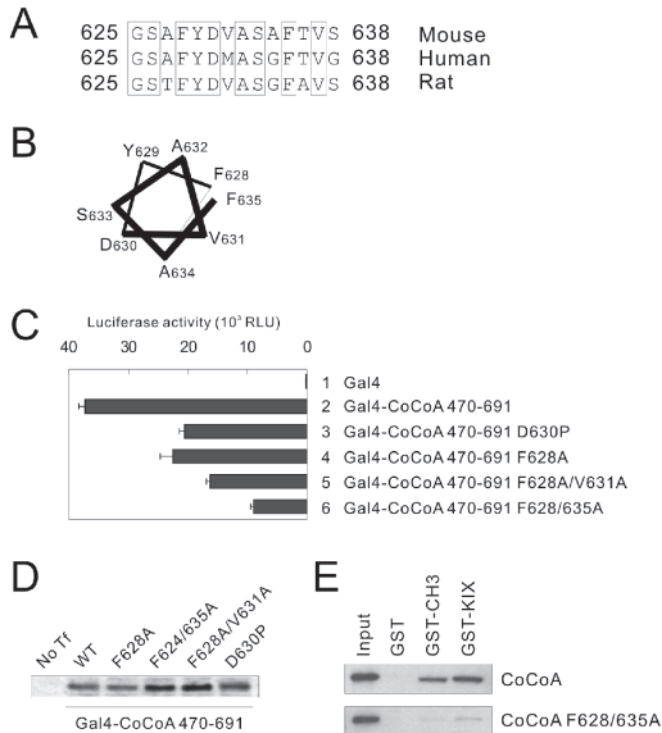 A
625 GSAFYDVASAFTVS 638 Mouse
625 GSAFYDMASGFTVG 638 Human
625 GSTFYDVASGFAVS 638 Rat
B
A632
Y629
F628
F635
S633
D630
V631
A634
C
Luciferase activity (10³ RLU)
40 30 20 10 0
1 Gal4
2 Gal4-CoCoA 470-691
3 Gal4-CoCoA 470-691 D630P
4 Gal4-CoCoA 470-691 F628A
5 Gal4-CoCoA 470-691 F628A/V631A
6 Gal4-CoCoA 470-691 F628/635A
D
No Tf
WT
F628A
F624/635A
F628A/V631A
D630P
Gal4-CoCoA 470-691
E
Input
GST
GST-CH3
GST-KIX
CoCoA
CoCoA F628/635A